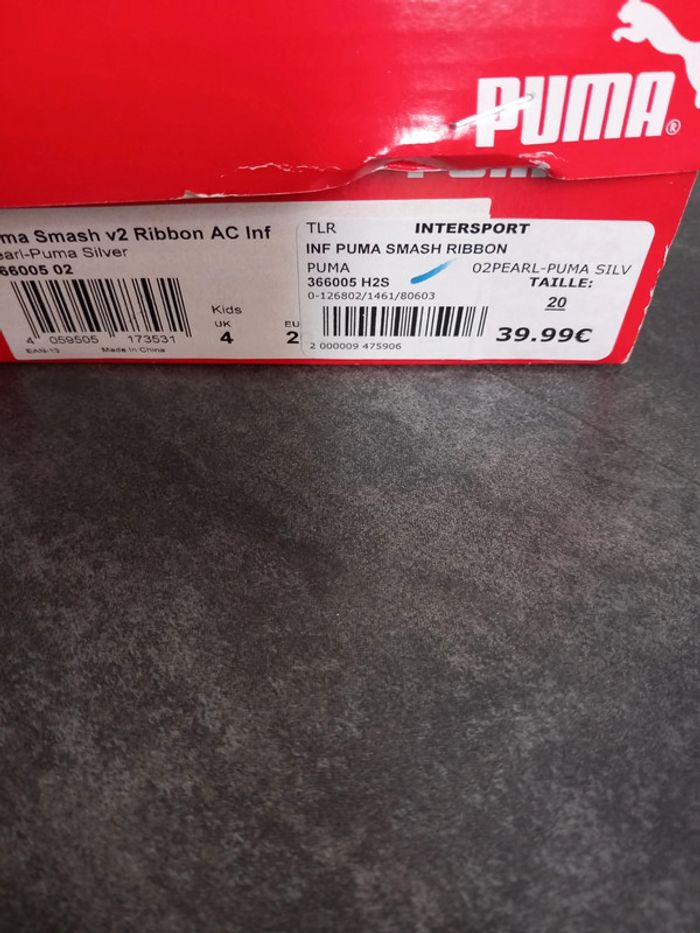 PUMA®
ma Smash v2 Ribbon AC Inf
earl-Puma Silver
66005 02
4 059505 173531
EAN-13 Made in China
Kids
UK
4
EU
2
TLR INTERSPORT
INF PUMA SMASH RIBBON
PUMA 02PEARL-PUMA SILV
366005 H2S TAILLE:
0-126802/1461/80603 20
39.99€
2 000009 475906